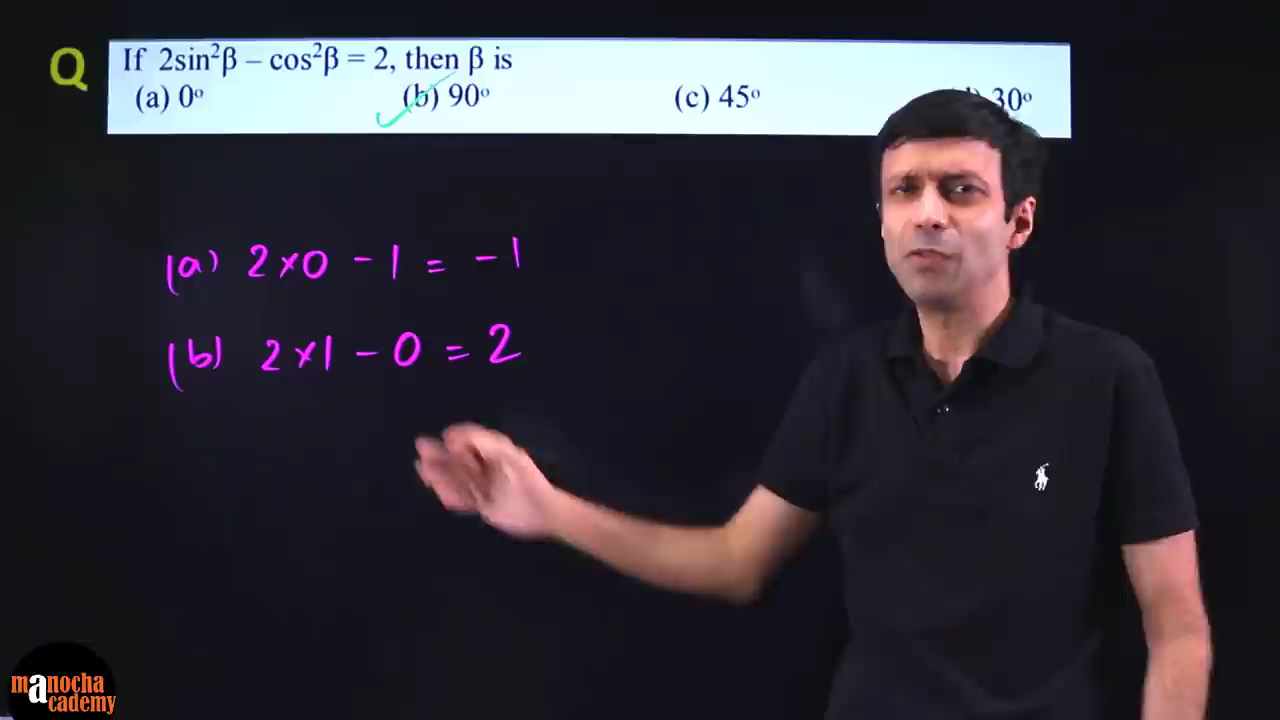 Q
If 2sin²β – cos²β = 2, then β is
(a) 0° (b) 90° (c) 45° 30°
(a) 2×0 - 1 = -1
(b) 2×1 - 0 = 2
manocha
academy